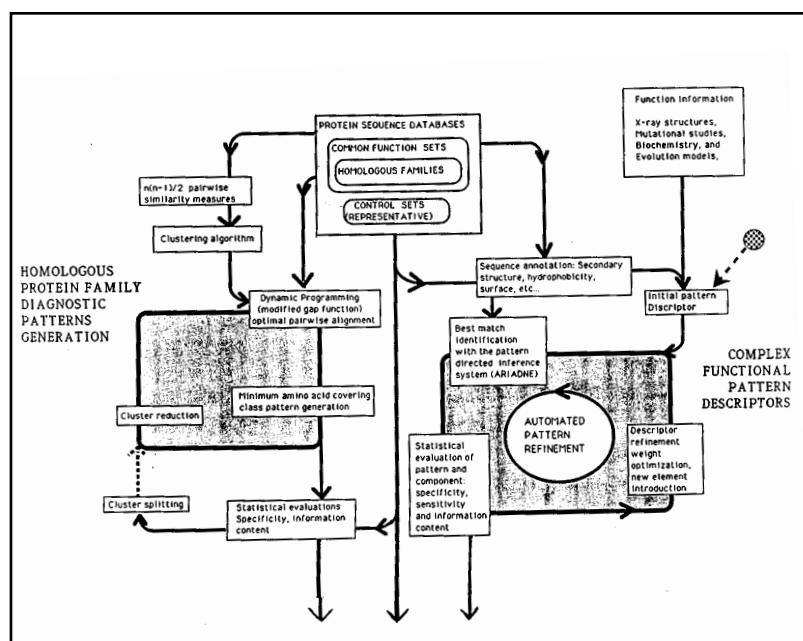 Function Information
X-ray structures,
Mutational studies,
Biochemistry, and
Evolution models,
PROTEIN SEQUENCE DATABASES
COMMON FUNCTION SETS
HOMOLOGOUS FAMILIES
CONTROL SETS
(REPRESENTATIVE)
n(n-1)/2 pairwise
similarity measures
Clustering algorithm
HOMOLOGOUS
PROTEIN FAMILY
DIAGNOSTIC
PATTERNS
GENERATION
Sequence annotation: Secondary
structure, hydrophobicity,
surface, etc...
Initial pattern
Discriptor
Dynamic Programming
(modified gap function)
optimal pairwise alignment
Best match
identification
with the pattern
directed inference
system (ARIADNE)
COMPLEX
FUNCTIONAL
PATTERN
DESCRIPTORS
Cluster reduction
Minimum amino acid covering
class pattern generation
AUTOMATED
PATTERN
REFINEMENT
Statistical
evaluation of
pattern and
component:
specificity,
sensitivity
and information
content
Descriptor
refinement
weight
optimization,
new element
introduction
Cluster splitting
Statistical evaluations
Specificity, information
content